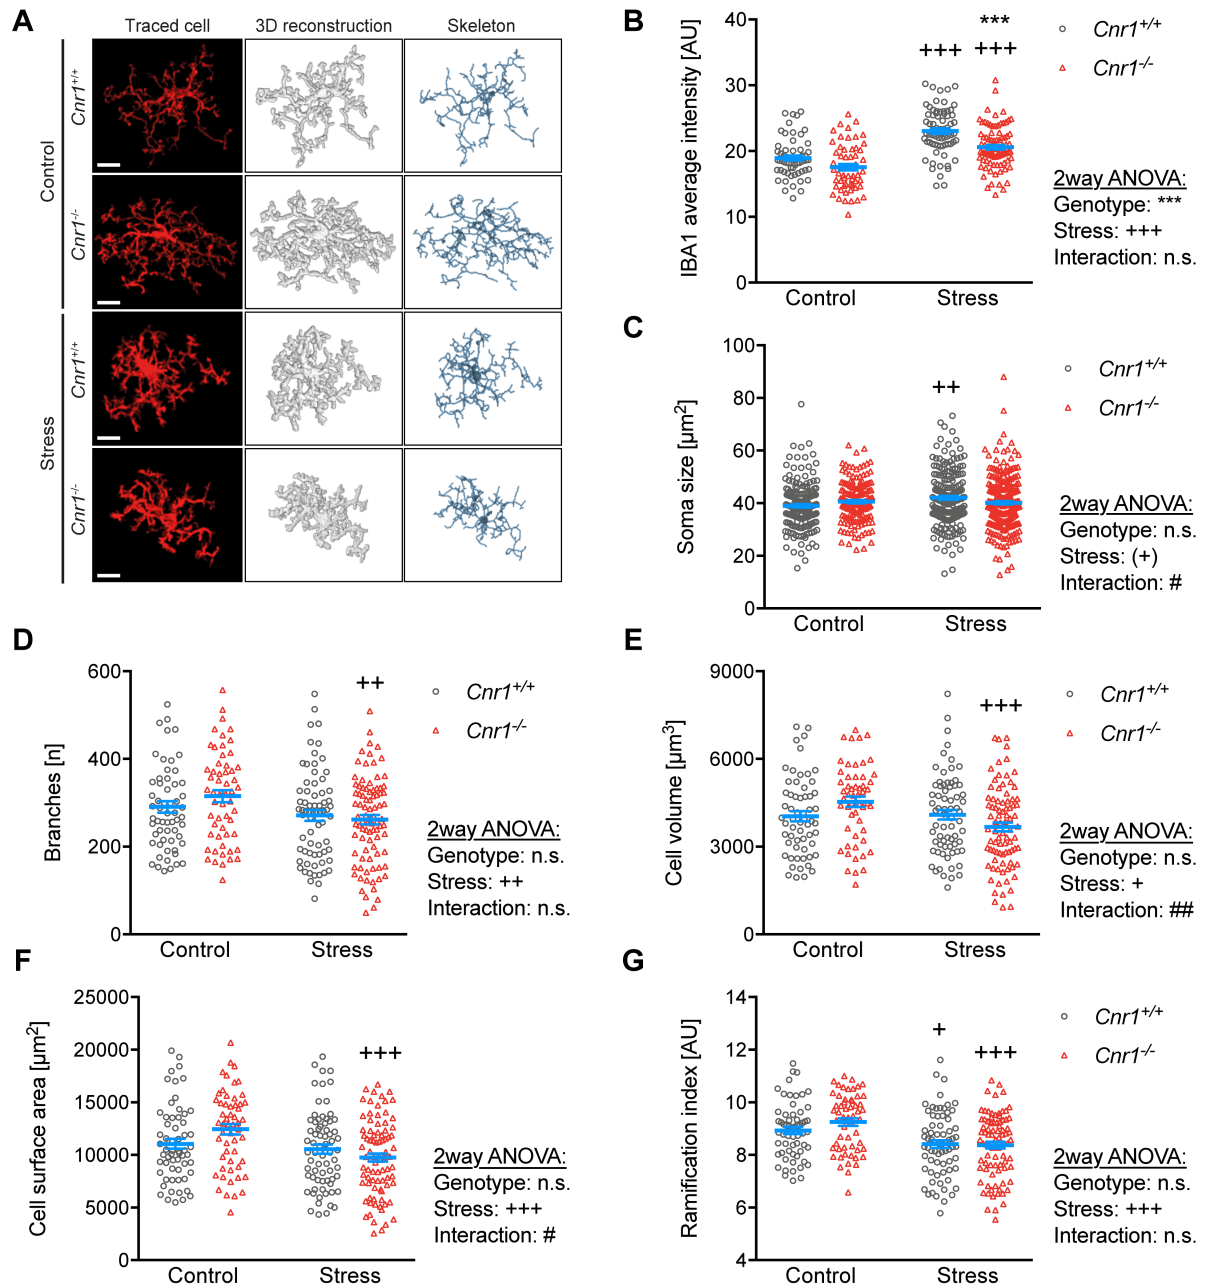 A
Traced cell
3D reconstruction
Skeleton
Control
Cnr1+/+
Cnr1-/-
Stress
Cnr1+/+
Cnr1-/-
B
IBA1 average intensity [AU]
40
30
20
10
0
+++
***
+++
Control
Stress
Cnr1+/+
Cnr1-/-
2way ANOVA:
Genotype: ***
Stress: +++
Interaction: n.s.
C
Soma size [µm2]
100
80
60
40
20
0
++
Control
Stress
Cnr1+/+
Cnr1-/-
2way ANOVA:
Genotype: n.s.
Stress: (+)
Interaction: #
D
Branches [n]
600
400
200
0
++
Control
Stress
Cnr1+/+
Cnr1-/-
2way ANOVA:
Genotype: n.s.
Stress: ++
Interaction: n.s.
E
Cell volume [µm3]
9000
6000
3000
0
+++
Control
Stress
Cnr1+/+
Cnr1-/-
2way ANOVA:
Genotype: n.s.
Stress: +
Interaction: ##
F
Cell surface area [µm2]
25000
20000
15000
10000
5000
0
+++
Control
Stress
2way ANOVA:
Genotype: n.s.
Stress: +++
Interaction: #
G
Ramification index [AU]
14
12
10
8
6
4
+
+++
Control
Stress
Cnr1+/+
Cnr1-/-
2way ANOVA:
Genotype: n.s.
Stress: +++
Interaction: n.s.